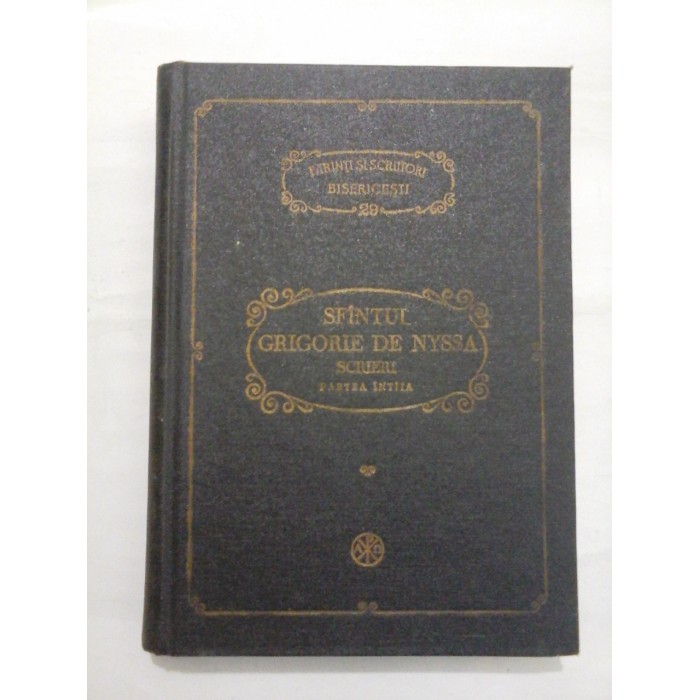 PĂRINȚI ȘI SCRIITORI
BISERICEȘTI
29
SFÎNTUL
GRIGORIE DE NYSSA
SCRIERI
PARTEA ÎNTÎIA